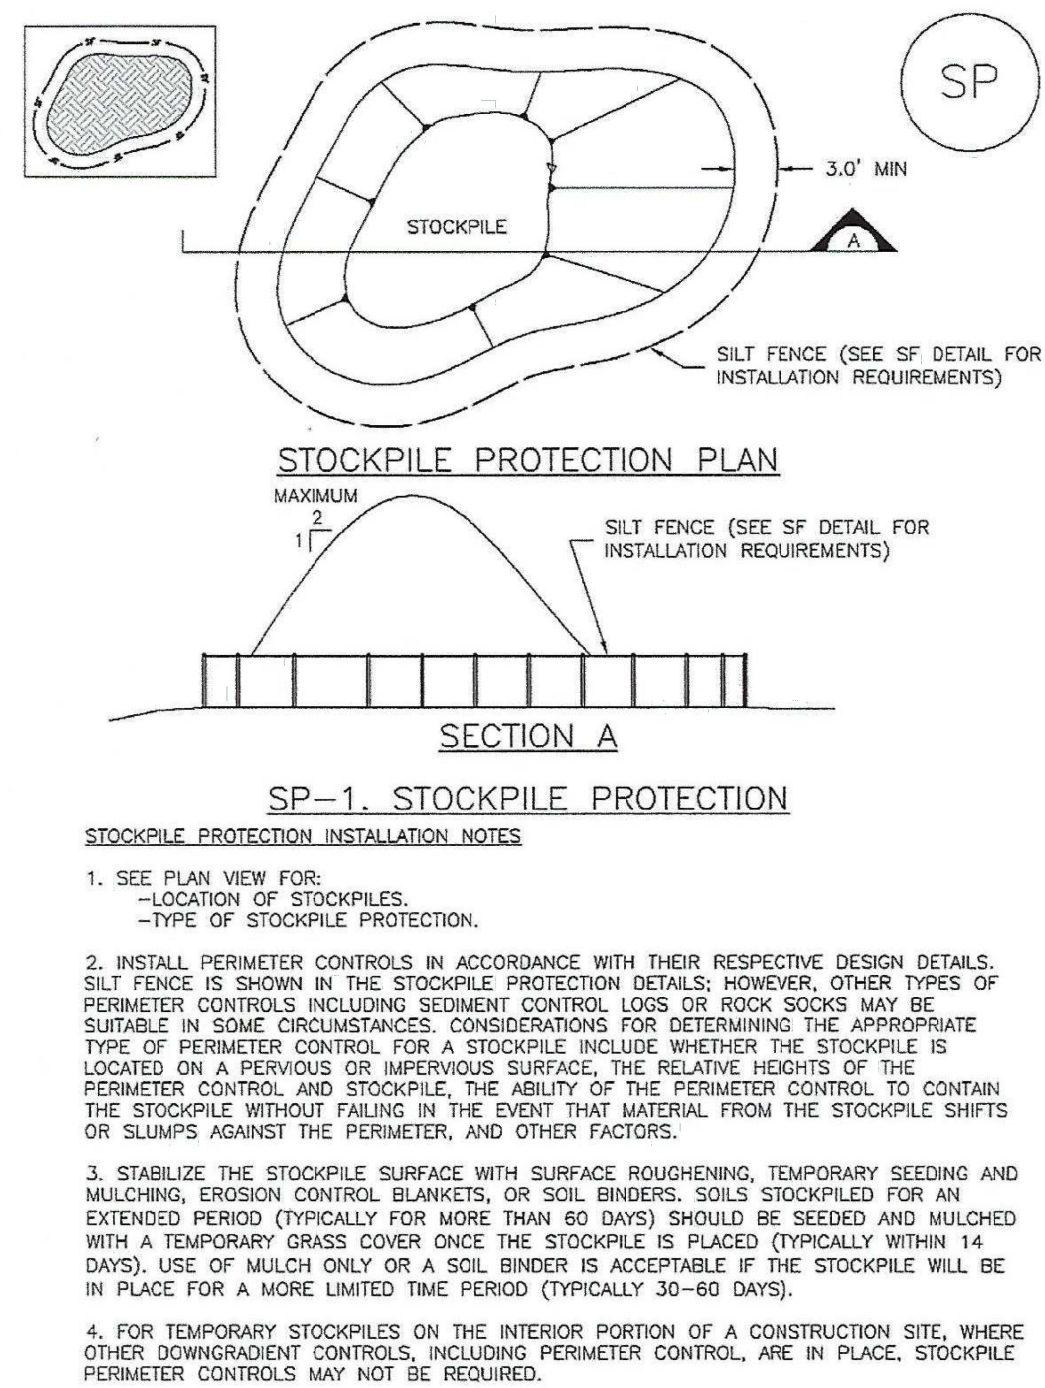 SF SF
SF
SF
SF
SF
SF SF
SP
3.0' MIN
STOCKPILE
A
SILT FENCE (SEE SF DETAIL FOR
INSTALLATION REQUIREMENTS)
STOCKPILE PROTECTION PLAN
MAXIMUM
2
1
SILT FENCE (SEE SF DETAIL FOR
INSTALLATION REQUIREMENTS)
SECTION A
SP-1. STOCKPILE PROTECTION
STOCKPILE PROTECTION INSTALLATION NOTES
1. SEE PLAN VIEW FOR:
-LOCATION OF STOCKPILES.
-TYPE OF STOCKPILE PROTECTION.
2. INSTALL PERIMETER CONTROLS IN ACCORDANCE WITH THEIR RESPECTIVE DESIGN DETAILS.
SILT FENCE IS SHOWN IN THE STOCKPILE PROTECTION DETAILS; HOWEVER, OTHER TYPES OF
PERIMETER CONTROLS INCLUDING SEDIMENT CONTROL LOGS OR ROCK SOCKS MAY BE
SUITABLE IN SOME CIRCUMSTANCES. CONSIDERATIONS FOR DETERMINING THE APPROPRIATE
TYPE OF PERIMETER CONTROL FOR A STOCKPILE INCLUDE WHETHER THE STOCKPILE IS
LOCATED ON A PERVIOUS OR IMPERVIOUS SURFACE, THE RELATIVE HEIGHTS OF THE
PERIMETER CONTROL AND STOCKPILE, THE ABILITY OF THE PERIMETER CONTROL TO CONTAIN
THE STOCKPILE WITHOUT FAILING IN THE EVENT THAT MATERIAL FROM THE STOCKPILE SHIFTS
OR SLUMPS AGAINST THE PERIMETER, AND OTHER FACTORS.
3. STABILIZE THE STOCKPILE SURFACE WITH SURFACE ROUGHENING, TEMPORARY SEEDING AND
MULCHING, EROSION CONTROL BLANKETS, OR SOIL BINDERS. SOILS STOCKPILED FOR AN
EXTENDED PERIOD (TYPICALLY FOR MORE THAN 60 DAYS) SHOULD BE SEEDED AND MULCHED
WITH A TEMPORARY GRASS COVER ONCE THE STOCKPILE IS PLACED (TYPICALLY WITHIN 14
DAYS). USE OF MULCH ONLY OR A SOIL BINDER IS ACCEPTABLE IF THE STOCKPILE WILL BE
IN PLACE FOR A MORE LIMITED TIME PERIOD (TYPICALLY 30-60 DAYS).
4. FOR TEMPORARY STOCKPILES ON THE INTERIOR PORTION OF A CONSTRUCTION SITE, WHERE
OTHER DOWNGRADIENT CONTROLS, INCLUDING PERIMETER CONTROL, ARE IN PLACE, STOCKPILE
PERIMETER CONTROLS MAY NOT BE REQUIRED.